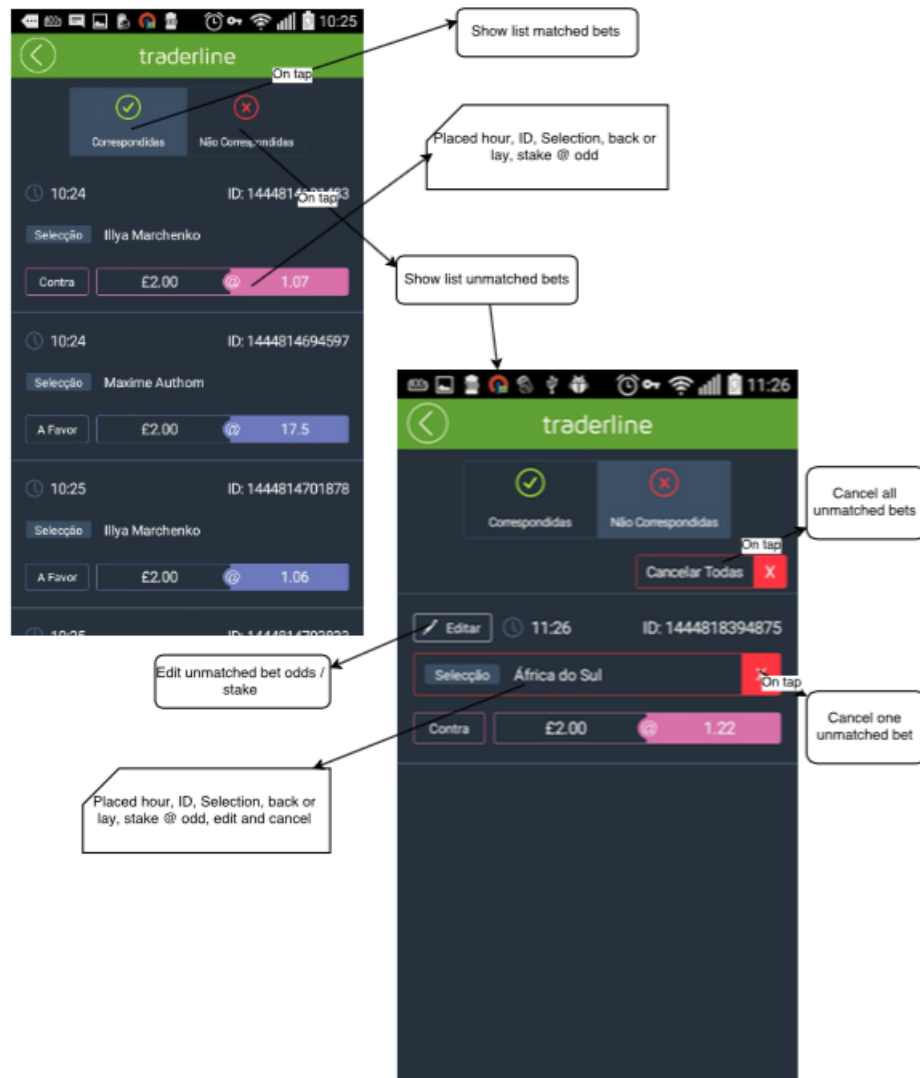 10:25
traderline
On tap
Correspondidas
Não Correspondidas
10:24
On tap
Selecção Illya Marchenko
Contra £2.00 @ 1.07
10:24 ID: 1444814694597
Selecção Maxime Authom
A Favor £2.00 @ 17.5
10:25 ID: 1444814701878
Selecção Illya Marchenko
A Favor £2.00 @ 1.06
Show list matched bets
Placed hour, ID, Selection, back or
lay, stake @ odd
Show list unmatched bets
11:26
traderline
Correspondidas
Não Correspondidas
On tap
Cancelar Todas X
Editar 11:26 ID: 1444818394875
Selecção África do Sul
On tap
Contra £2.00 @ 1.22
Cancel all
unmatched bets
Cancel one
unmatched bet
Edit unmatched bet odds /
stake
Placed hour, ID, Selection, back or
lay, stake @ odd, edit and cancel